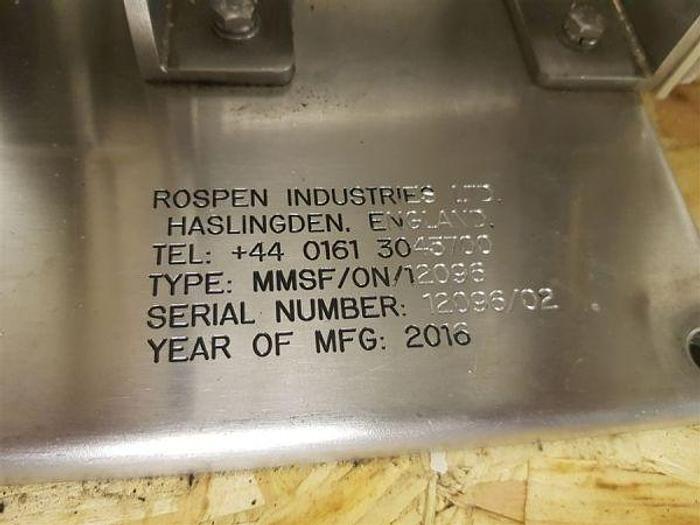 ROSPEN INDUSTRIES LTD.
HASLINGDEN, ENGLAND.
TEL: +44 0161 3045700
TYPE: MMSF/ON/12096
SERIAL NUMBER: 12096/02
YEAR OF MFG: 2016